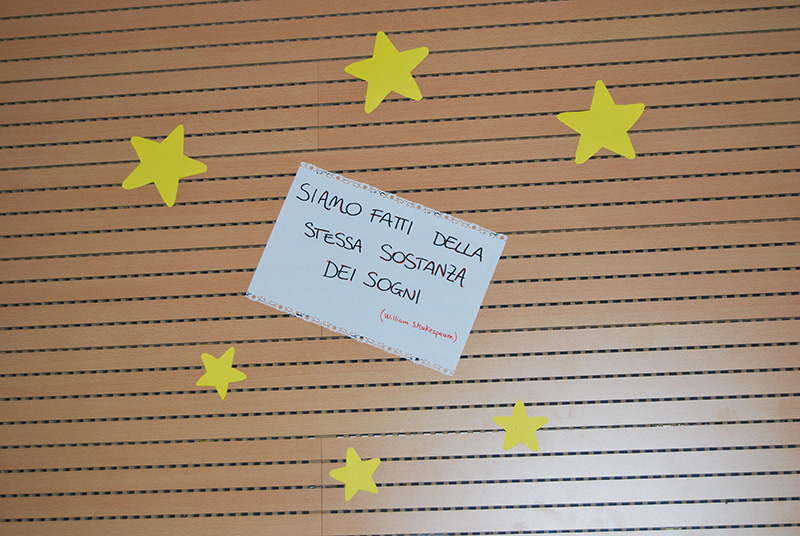 SIAMO FATTI DELLA
STESSA SOSTANZA
DEI SOGNI
(William Shakespeare)